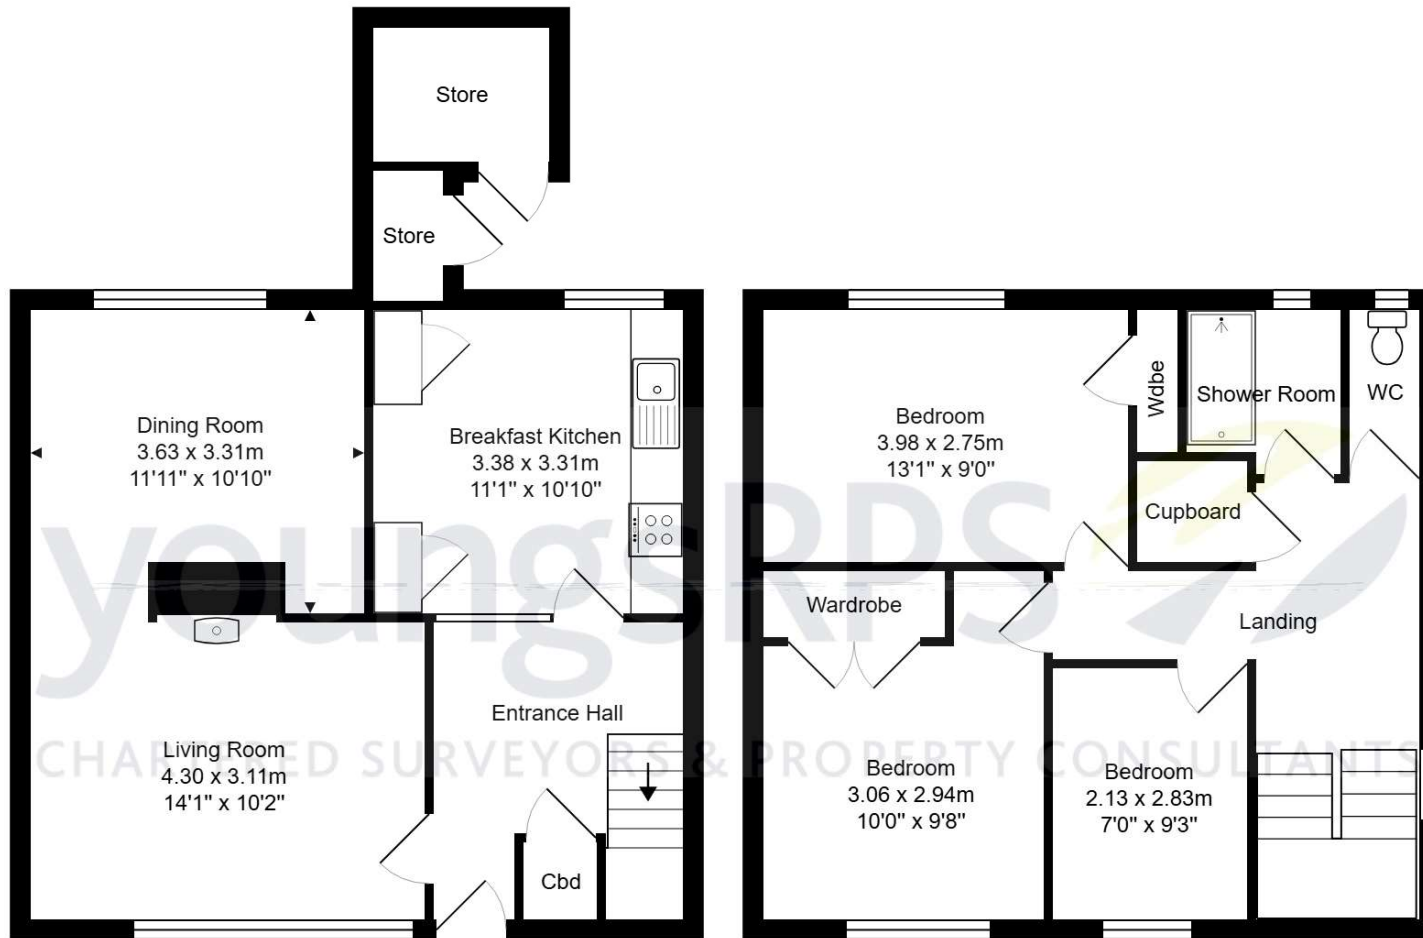 Store
Store
Dining Room
3.63 x 3.31m
11'11" x 10'10"
Breakfast Kitchen
3.38 x 3.31m
11'1" x 10'10"
Living Room
4.30 x 3.11m
14'1" x 10'2"
Entrance Hall
Cbd
Bedroom
3.98 x 2.75m
13'1" x 9'0"
Wdbe
Shower Room
WC
Cupboard
Wardrobe
Landing
Bedroom
3.06 x 2.94m
10'0" x 9'8"
Bedroom
2.13 x 2.83m
7'0" x 9'3"
youngsRPS
CHARTERED SURVEYORS & PROPERTY CONSULTANTS